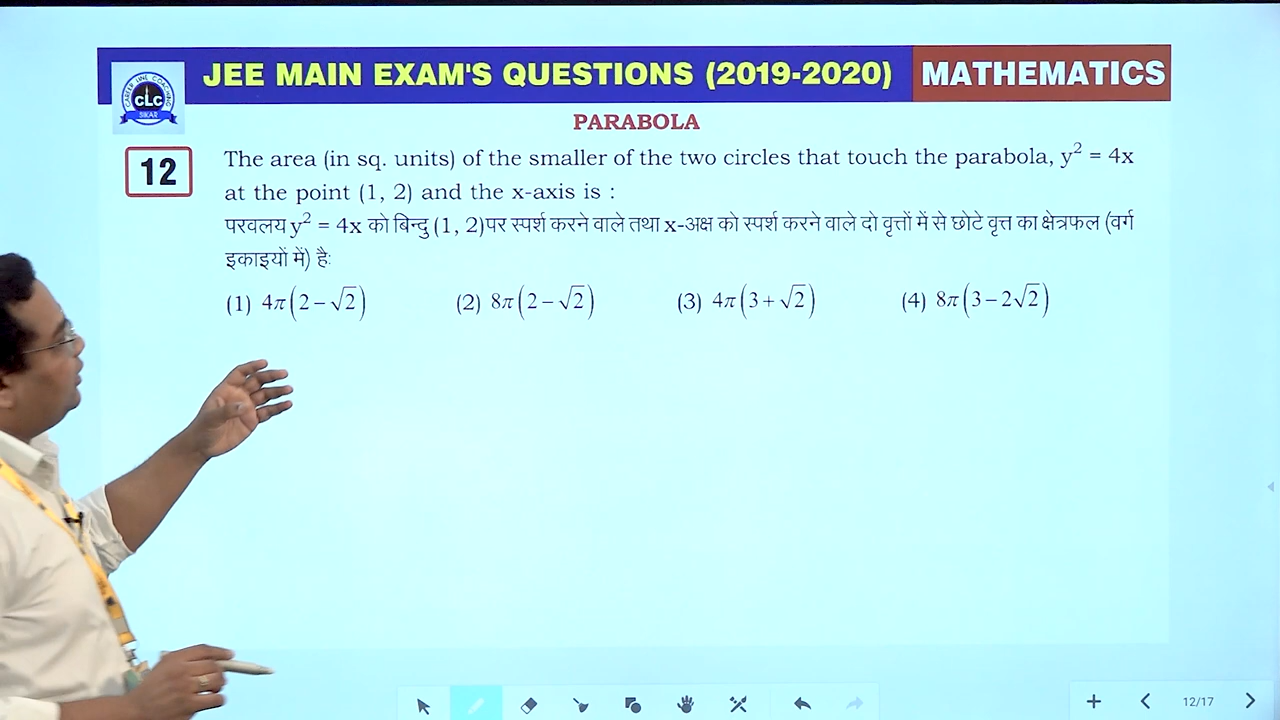 JEE MAIN EXAM'S QUESTIONS (2019-2020) MATHEMATICS
CLC
SIKAR
PARABOLA
12
The area (in sq. units) of the smaller of the two circles that touch the parabola, y² = 4x
at the point (1, 2) and the x-axis is :
परवलय y² = 4x को बिन्दु (1, 2)पर स्पर्श करने वाले तथा x-अक्ष को स्पर्श करने वाले दो वृत्तों में से छोटे वृत्त का क्षेत्रफल (वर्ग
इकाइयों में) है:
(1) 4π(2−√2) (2) 8π(2−√2) (3) 4π(3+√2) (4) 8π(3−2√2)
12/17